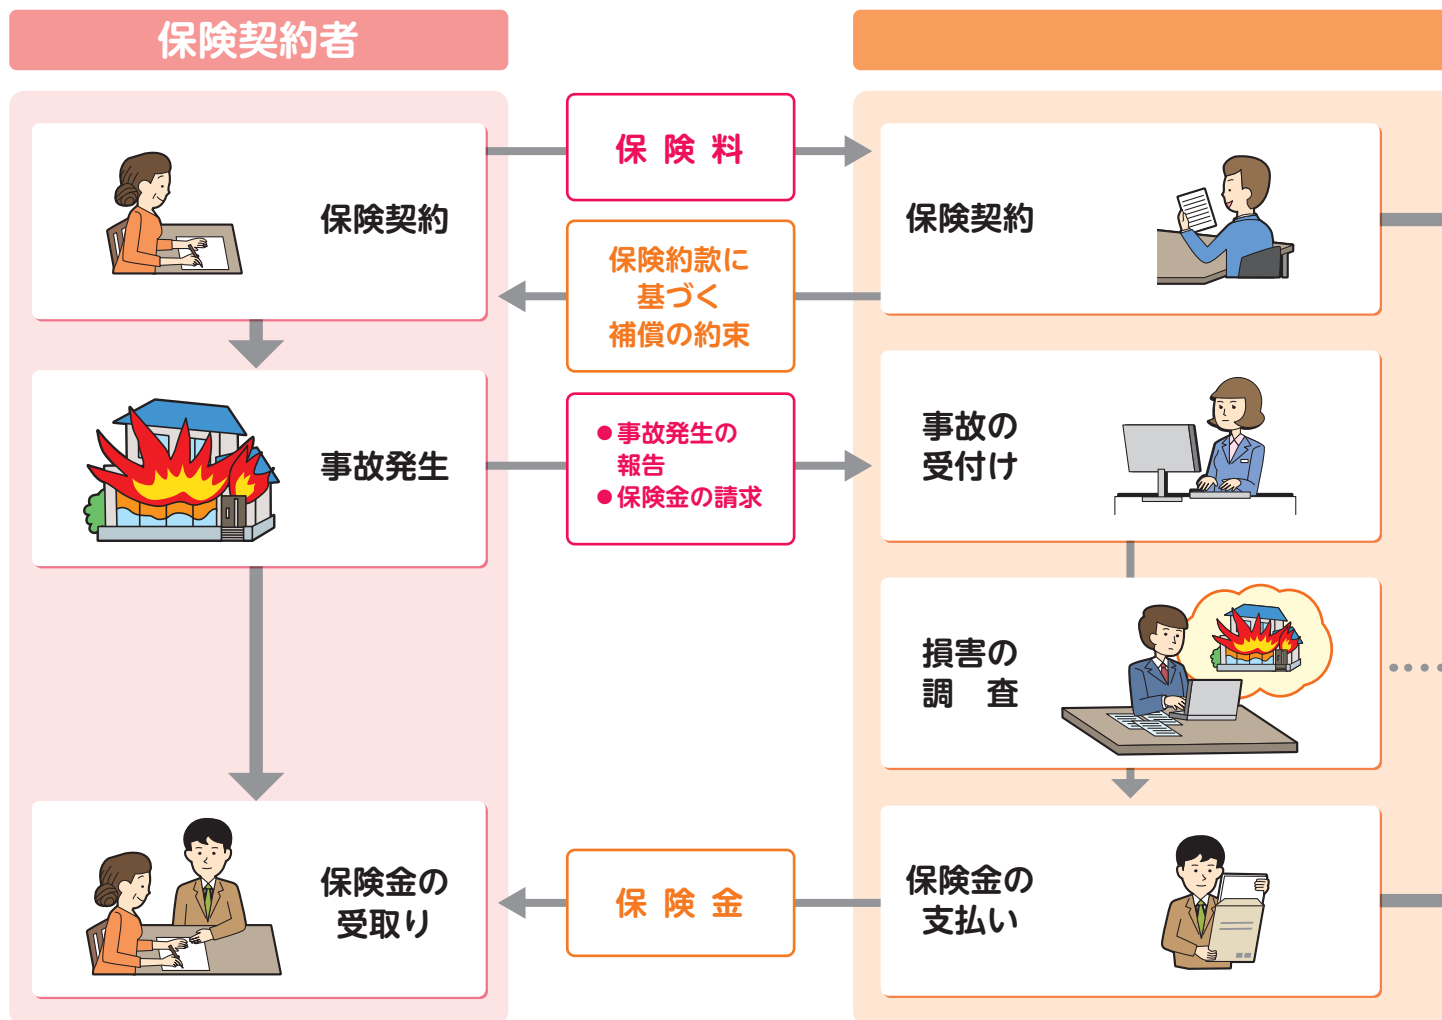 保険契約者
保険契約
事故発生
保険金の
受取り
保険料
保険約款に
基づく
補償の約束
●事故発生の
報告
●保険金の請求
保険金
保険契約
事故の
受付け
損害の
調　査
保険金の
支払い